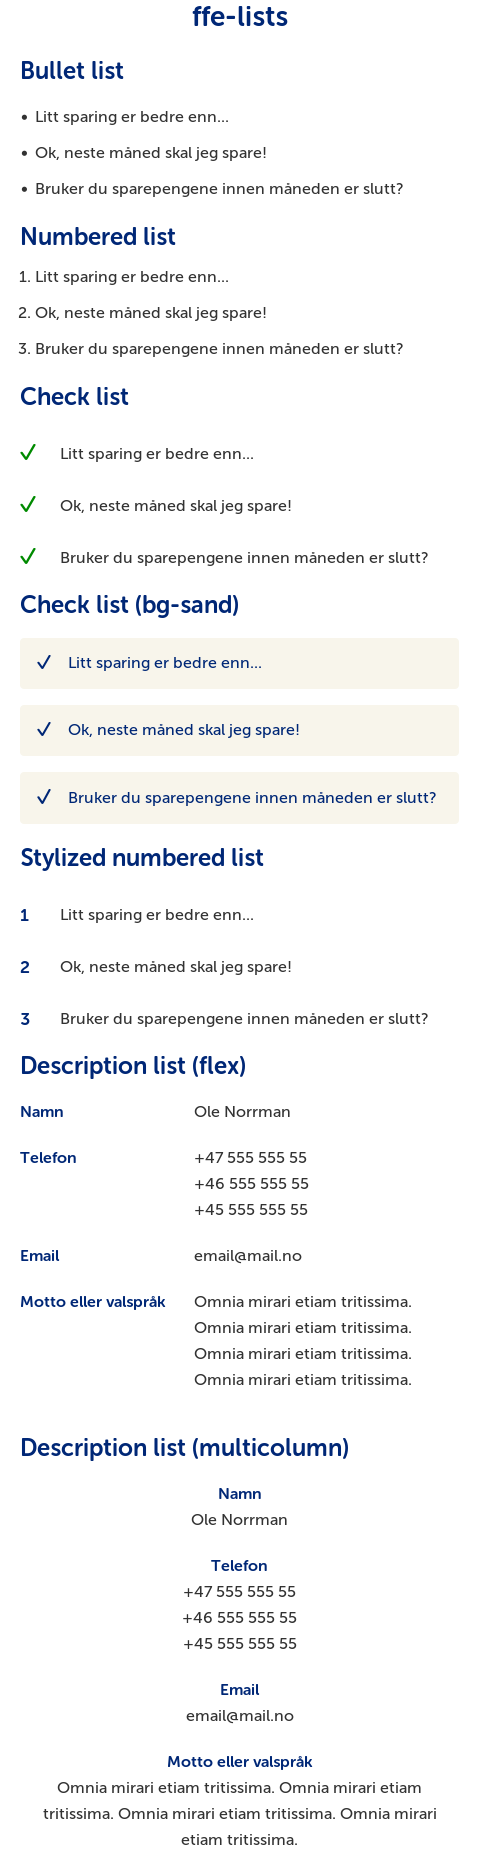 ffe-lists
Bullet list
• Litt sparing er bedre enn...
• Ok, neste måned skal jeg spare!
• Bruker du sparepengene innen måneden er slutt?
Numbered list
1. Litt sparing er bedre enn...
2. Ok, neste måned skal jeg spare!
3. Bruker du sparepengene innen måneden er slutt?
Check list
Litt sparing er bedre enn...
Ok, neste måned skal jeg spare!
Bruker du sparepengene innen måneden er slutt?
Check list (bg-sand)
Litt sparing er bedre enn...
Ok, neste måned skal jeg spare!
Bruker du sparepengene innen måneden er slutt?
Stylized numbered list
1 Litt sparing er bedre enn...
2 Ok, neste måned skal jeg spare!
3 Bruker du sparepengene innen måneden er slutt?
Description list (flex)
Namn Ole Norrman
Telefon +47 555 555 55
+46 555 555 55
+45 555 555 55
Email email@mail.no
Motto eller valspråk Omnia mirari etiam tritissima.
Omnia mirari etiam tritissima.
Omnia mirari etiam tritissima.
Omnia mirari etiam tritissima.
Description list (multicolumn)
Namn
Ole Norrman
Telefon
+47 555 555 55
+46 555 555 55
+45 555 555 55
Email
email@mail.no
Motto eller valspråk
Omnia mirari etiam tritissima. Omnia mirari etiam
tritissima. Omnia mirari etiam tritissima. Omnia mirari
etiam tritissima.